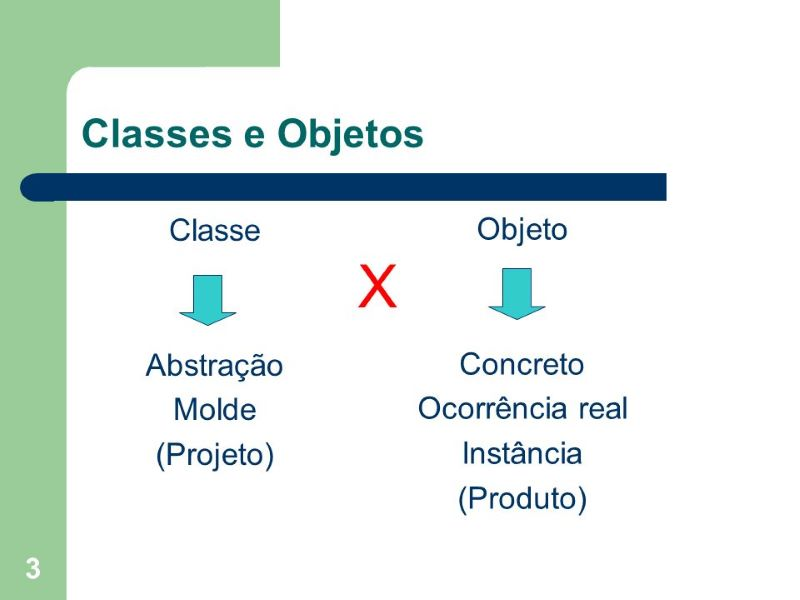 Classes e Objetos
Classe
Abstração
Molde
(Projeto)
X
Objeto
Concreto
Ocorrência real
Instância
(Produto)
3